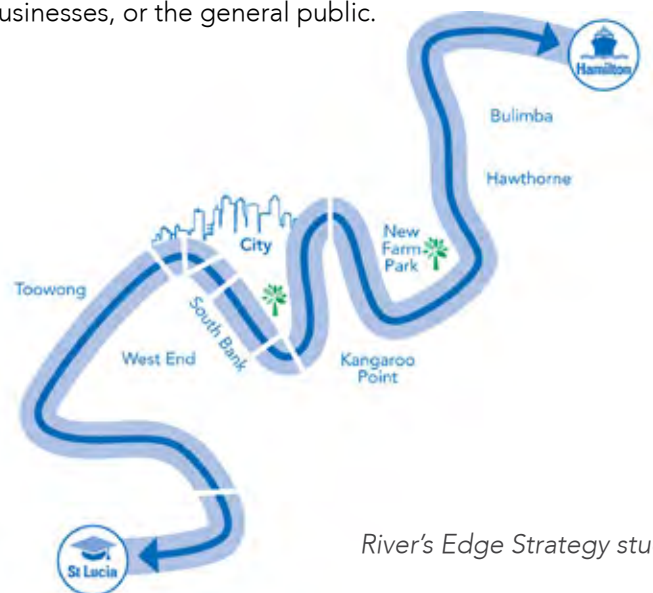 usinesses, or the general public.
Hamilton
Bulimba
Hawthorne
New
Farm
Park
City
Toowong
South Bank
West End
Kangaroo
Point
River's Edge Strategy stu
St Lucia